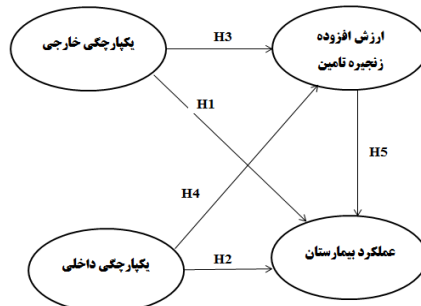 یکپارچگی خارجی
H3
ارزش افزوده
زنجیره تامین
H1
H5
H4
یکپارچگی داخلی
H2
عملکرد بیمارستان